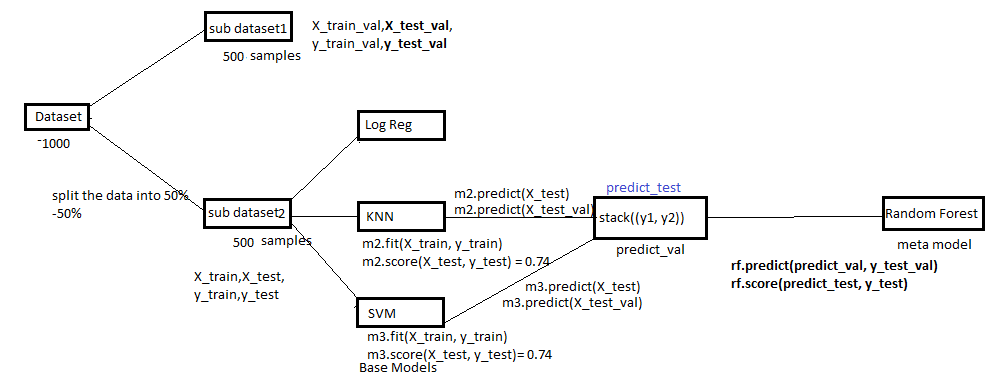 sub dataset1
X_train_val,X_test_val,
y_train_val,y_test_val
500 samples
Dataset
-1000
Log Reg
split the data into 50%
-50%
sub dataset2
500 samples
X_train,X_test,
y_train,y_test
KNN
m2.fit(X_train, y_train)
m2.score(X_test, y_test) = 0.74
m2.predict(X_test)
m2.predict(X_test_val)
predict_test
stack((y1, y2))
predict_val
Random Forest
meta model
rf.predict(predict_val, y_test_val)
rf.score(predict_test, y_test)
m3.predict(X_test)
m3.predict(X_test_val)
SVM
m3.fit(X_train, y_train)
m3.score(X_test, y_test)= 0.74
Base Models